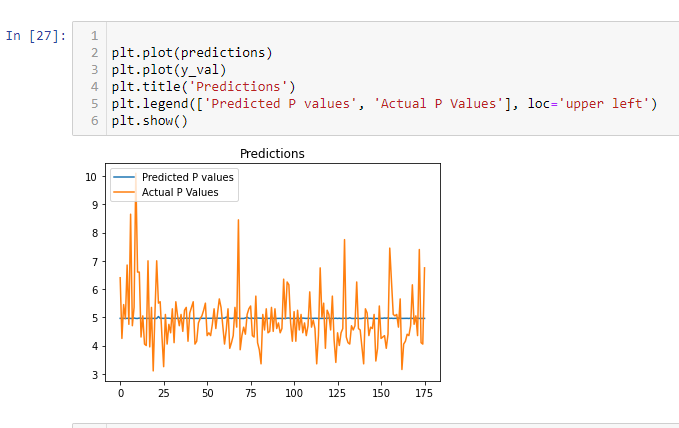 In [27]:
1
2 plt.plot(predictions)
3 plt.plot(y_val)
4 plt.title('Predictions')
5 plt.legend(['Predicted P values', 'Actual P Values'], loc='upper left')
6 plt.show()
Predictions
Predicted P values
Actual P Values
10
9
8
7
6
5
4
3
0 25 50 75 100 125 150 175